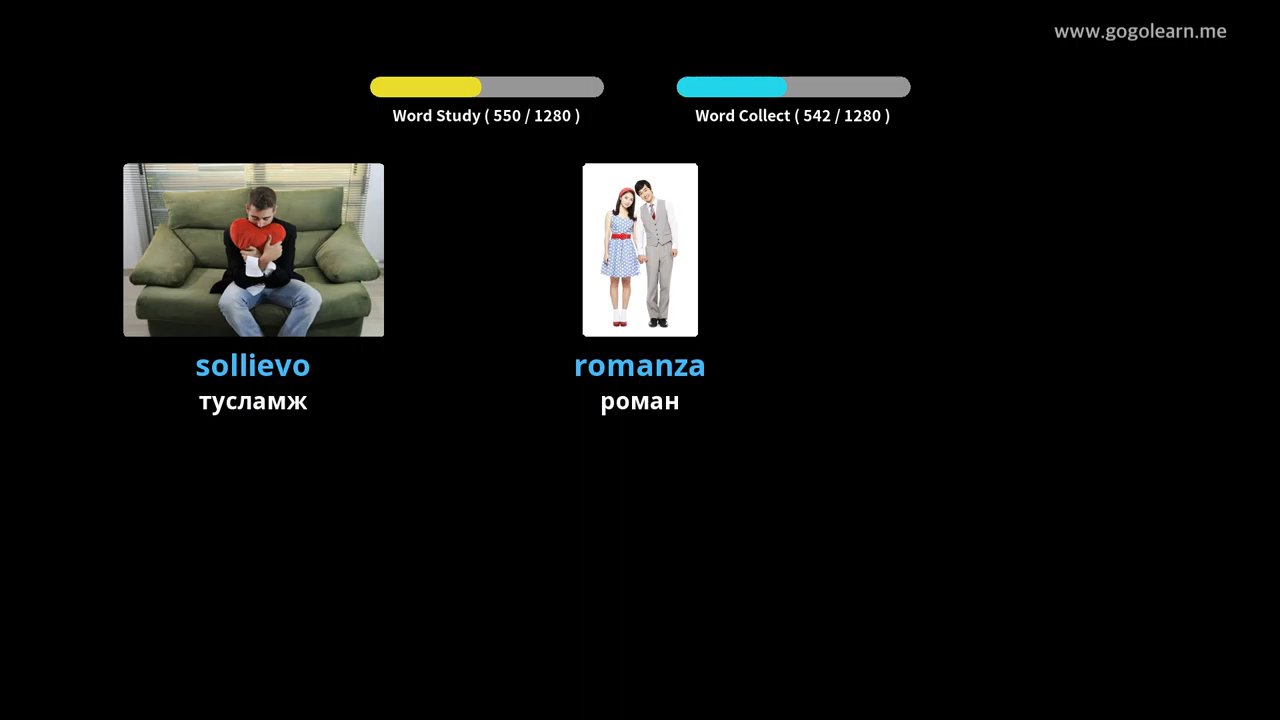 www.gogolearn.me
Word Study ( 550 / 1280 )
Word Collect ( 542 / 1280 )
sollievo
тусламж
romanza
роман